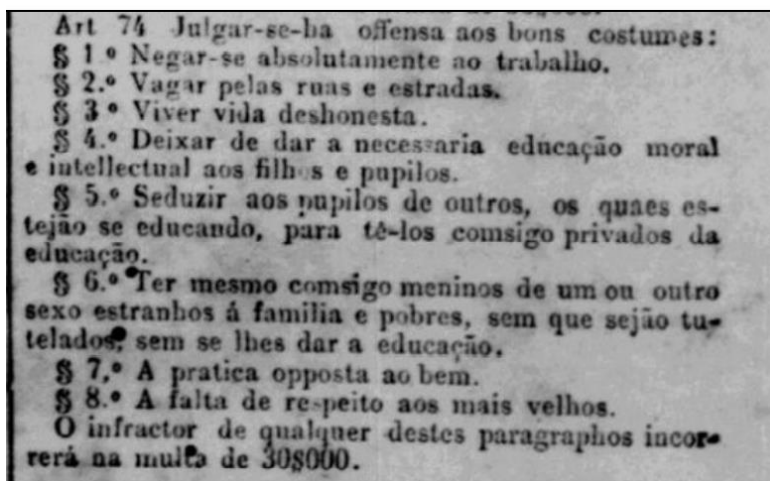 Art 74 Julgar-se-ha offensa aos bons costumes:
§ 1º Negar-se absolutamente ao trabalho.
§ 2.º Vagar pelas ruas e estradas.
§ 3º Viver vida deshonesta.
§ 4.º Deixar de dar a necessaria educação moral
e intellectual aos filhos e pupilos.
§ 5.º Seduzir aos pupilos de outros, os quaes es-
tejão se educando, para tê-los comsigo privados da
educação.
§ 6.º Ter mesmo comsigo meninos de um ou outro
sexo estranhos á familia e pobres, sem que sejão tu-
telados, sem se lhes dar a educação.
§ 7.º A pratica opposta ao bem.
§ 8.º A falta de respeito aos mais velhos.
O infractor de qualquer destes paragraphos incor-
rerá na multa de 30$000.